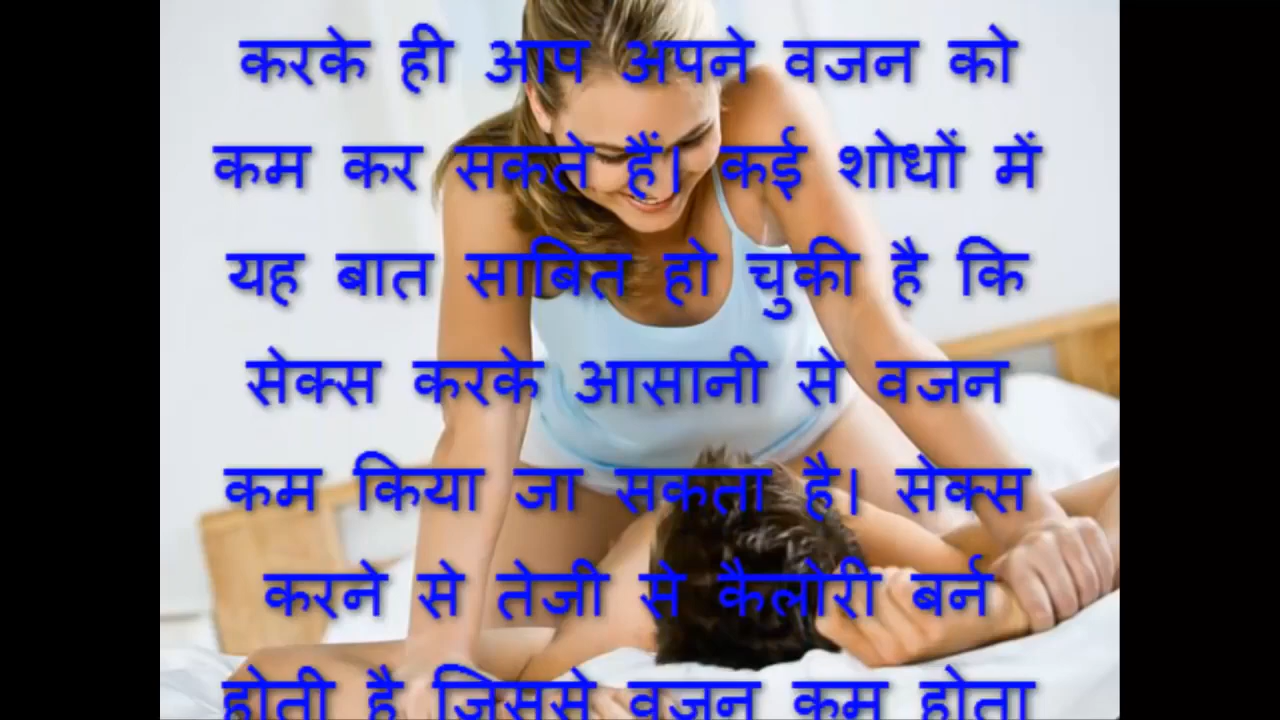 करके ही आप अपने वजन को
कम कर सकते हैं। कई शोधों में
यह बात साबित हो चुकी है कि
सेक्स करके आसानी से वजन
कम किया जा सकता है। सेक्स
करने से तेजी से कैलोरी बर्न
होती है जिससे वजन कम होता